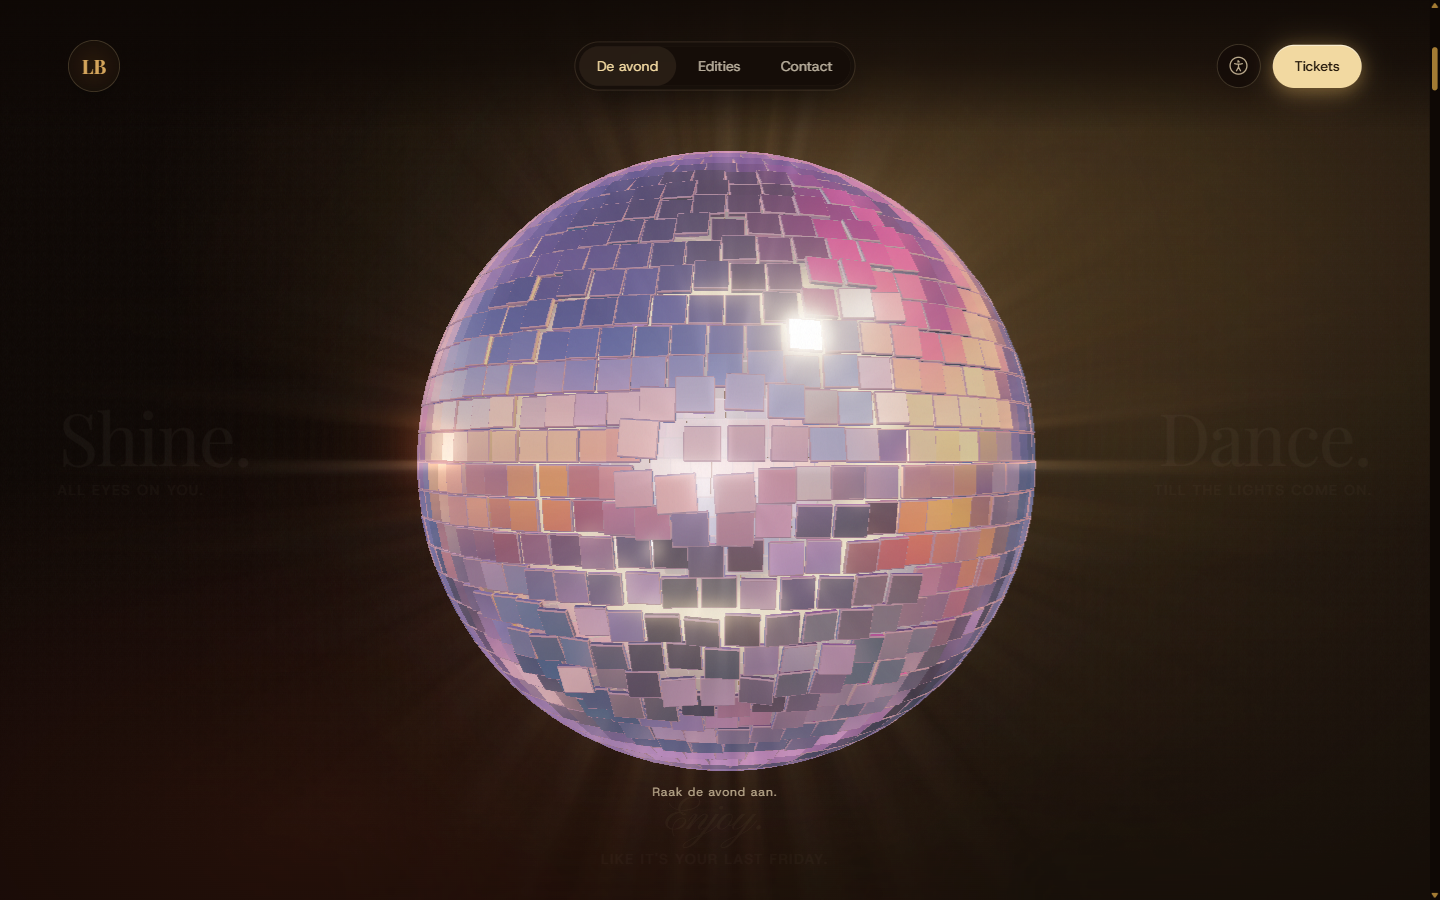 LB
De avond
Edities
Contact
Tickets
Shine.
ALL EYES ON YOU.
Dance.
TILL THE LIGHTS COME ON.
Raak de avond aan.
Enjoy.
LIKE IT'S YOUR LAST FRIDAY.